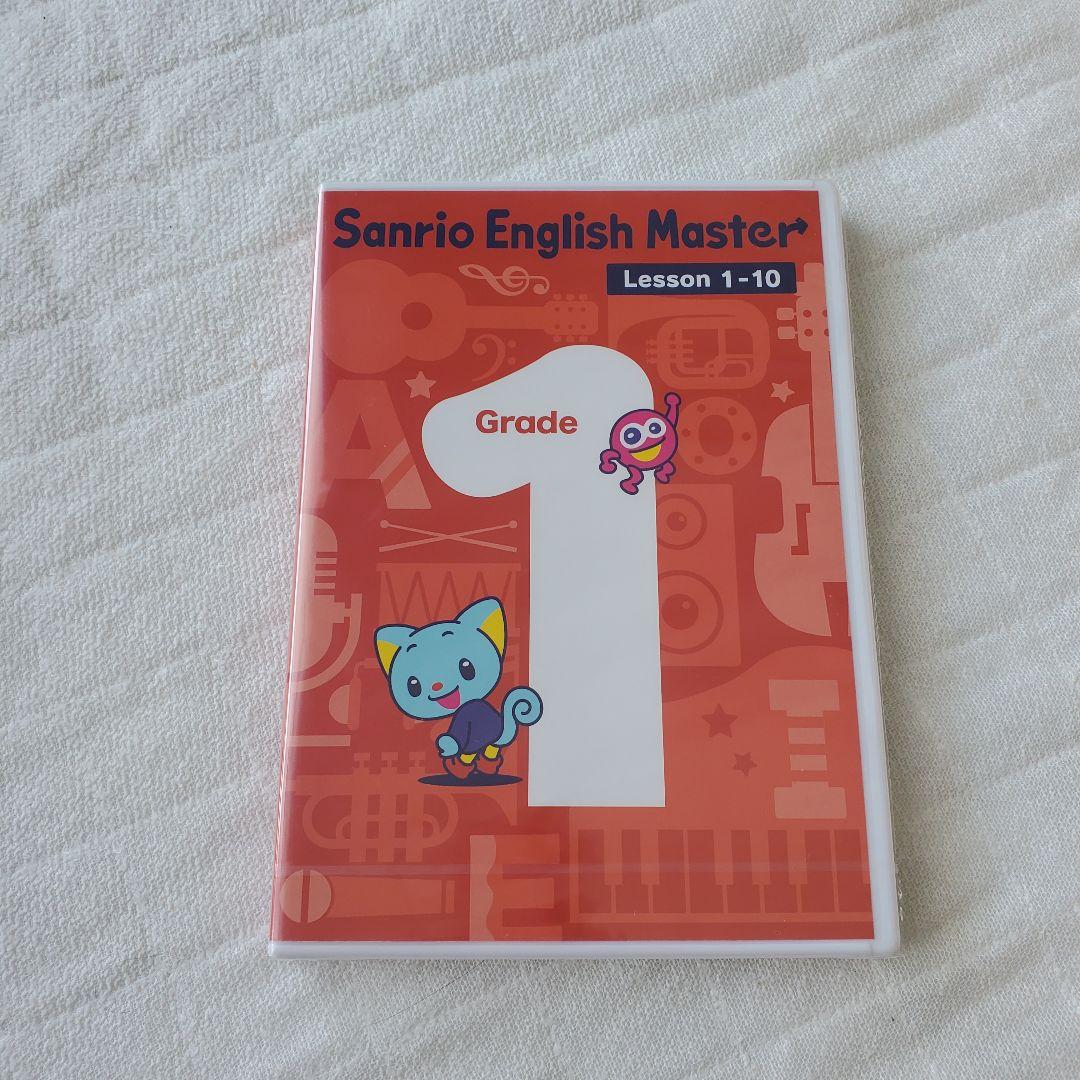 Sanrio English Master
Lesson 1-10
Grade
1